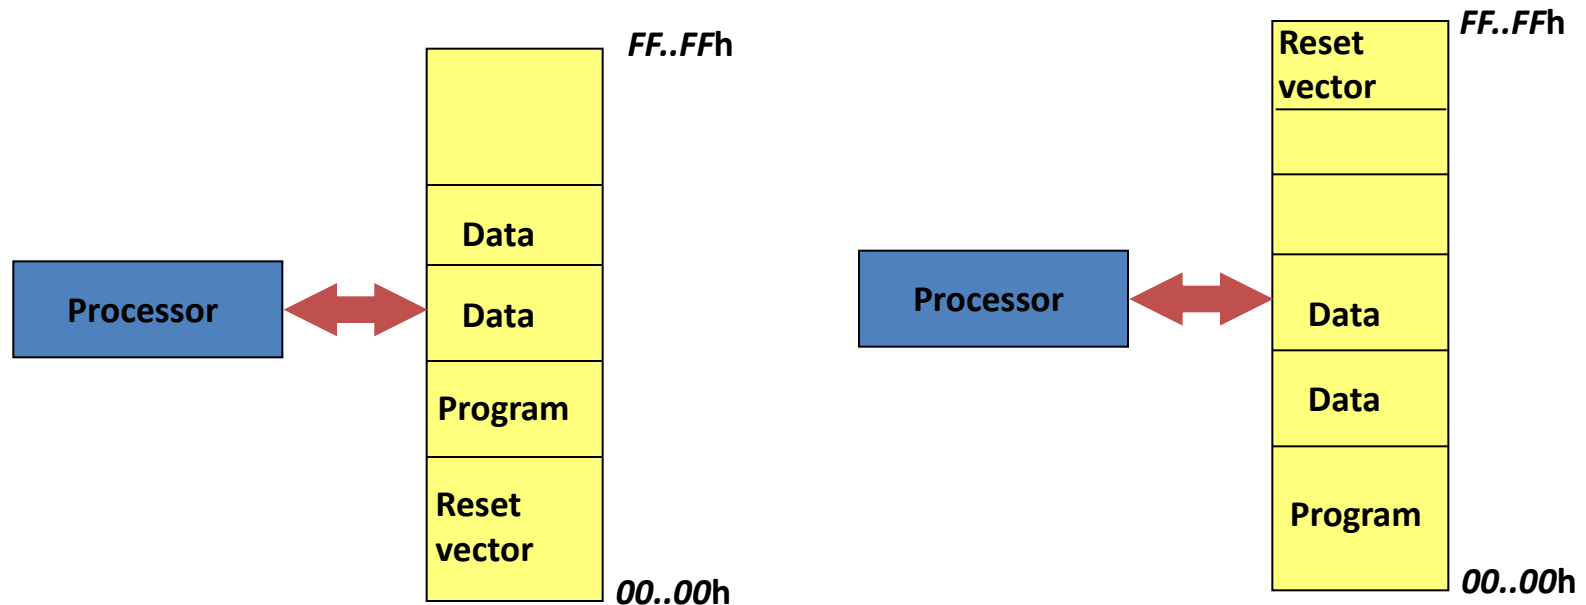 FF..FFh
Data
Data
Processor
Program
Reset
vector
00..00h
FF..FFh
Reset
vector
Processor
Data
Data
Program
00..00h